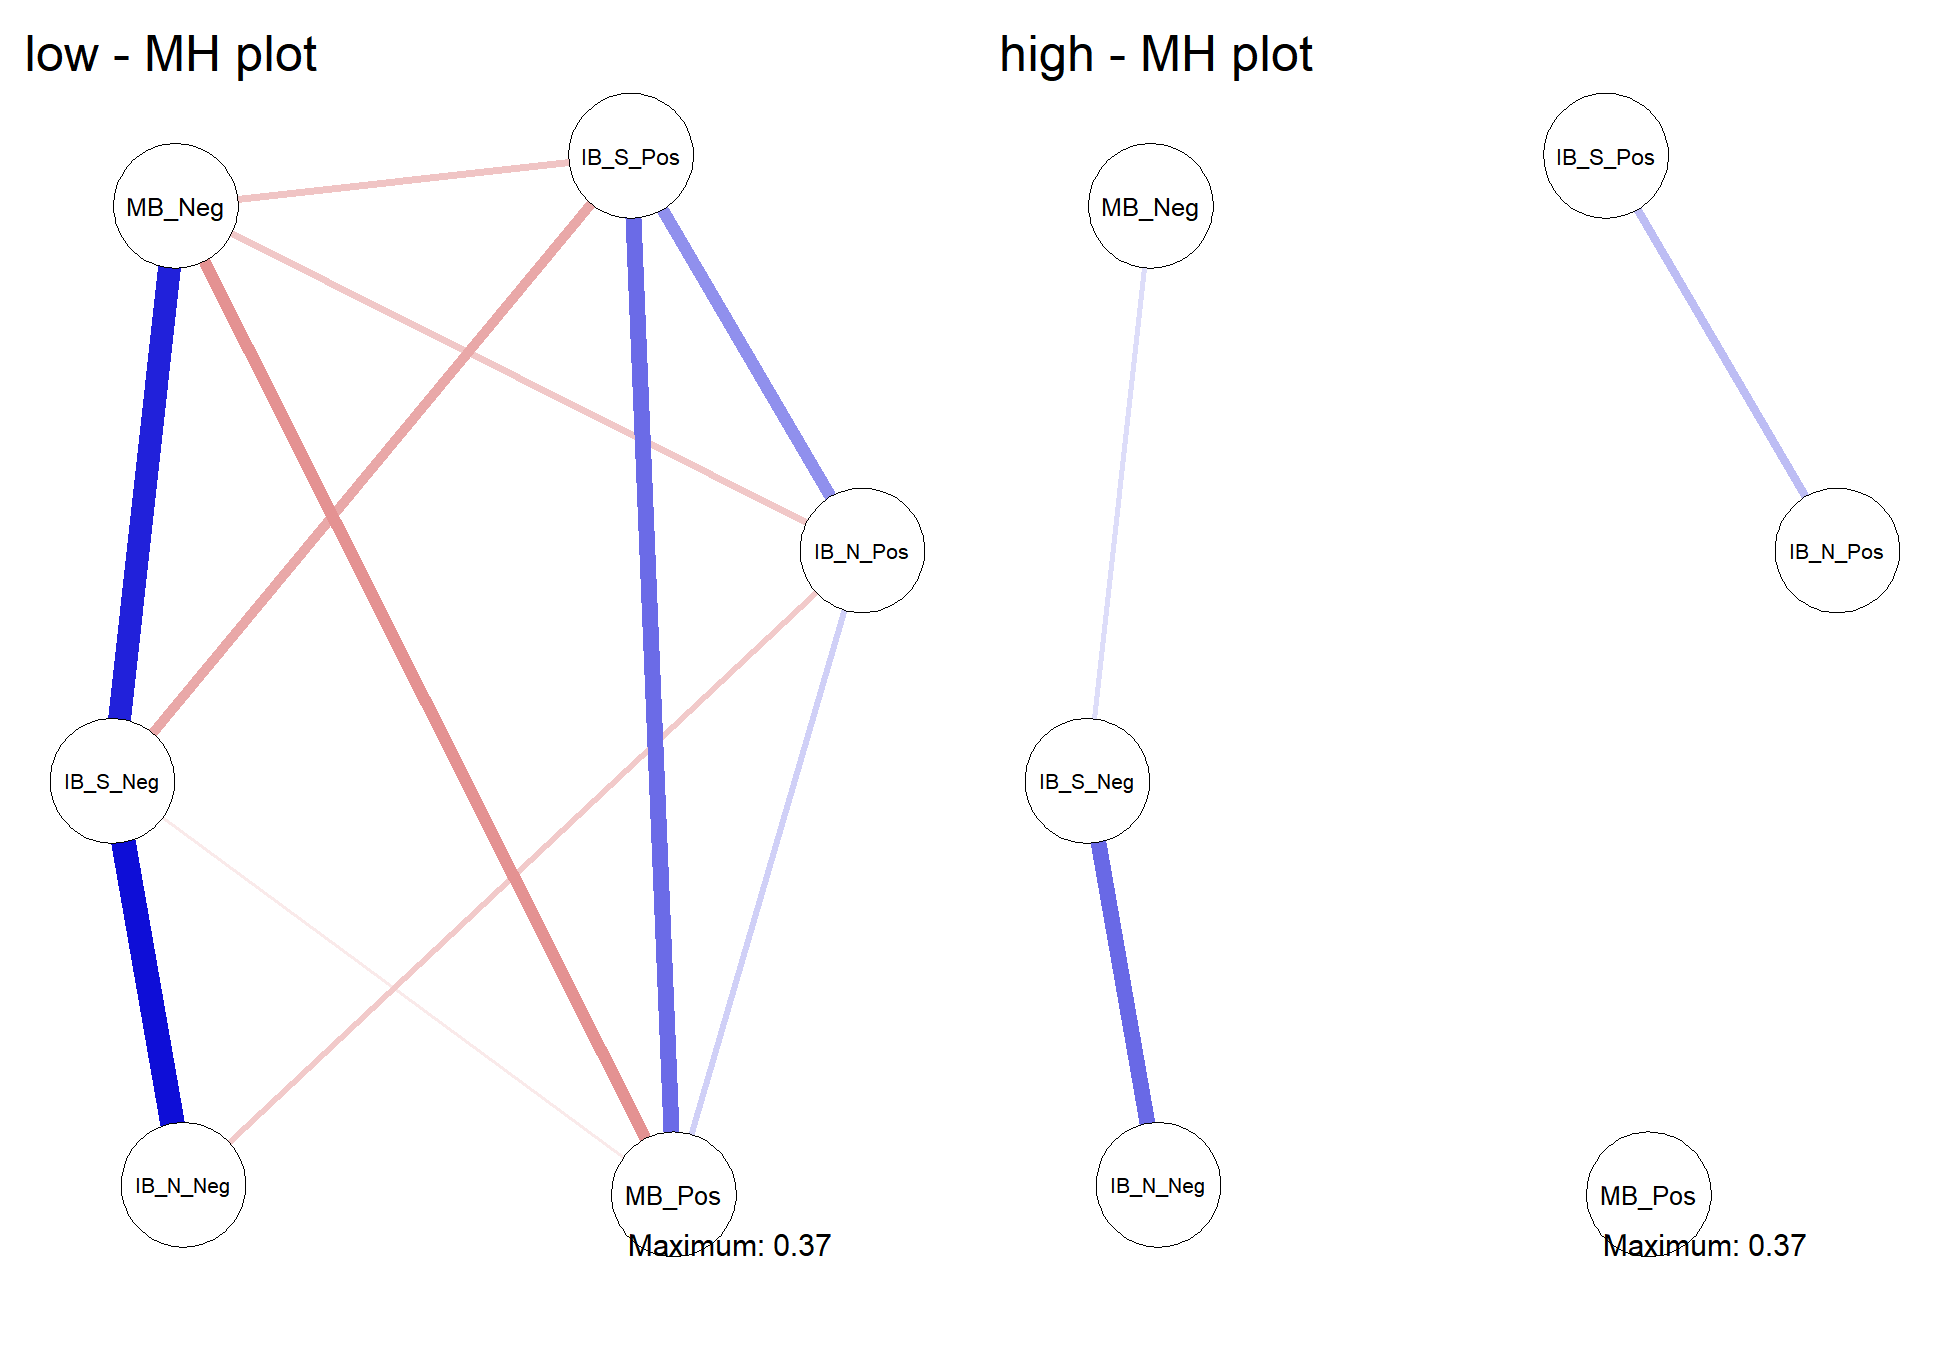 low - MH plot
MB_Neg
IB_S_Pos
IB_N_Pos
IB_S_Neg
IB_N_Neg
MB_Pos
Maximum: 0.37
high - MH plot
MB_Neg
IB_S_Pos
IB_N_Pos
IB_S_Neg
IB_N_Neg
MB_Pos
Maximum: 0.37